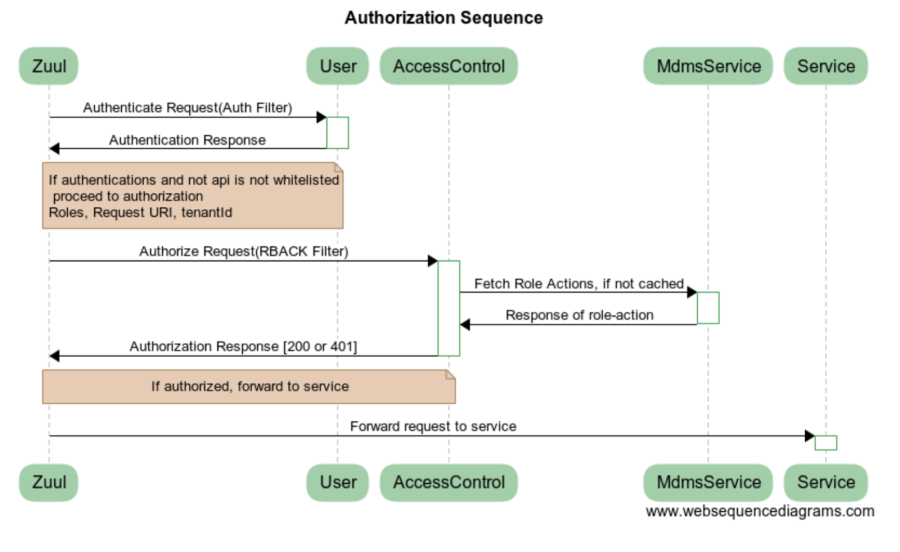 Authorization Sequence
Zuul
User
AccessControl
MdmsService
Service
Authenticate Request(Auth Filter)
Authentication Response
If authentications and not api is not whitelisted
proceed to authorization
Roles, Request URI, tenantId
Authorize Request(RBACK Filter)
Fetch Role Actions, if not cached
Response of role-action
Authorization Response [200 or 401]
If authorized, forward to service
Forward request to service
Zuul
User
AccessControl
MdmsService
Service
www.websequencediagrams.com